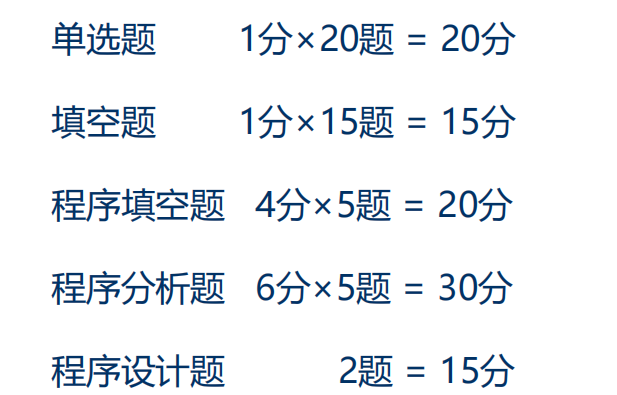 单选题 1分×20题 = 20分
填空题 1分×15题 = 15分
程序填空题 4分×5题 = 20分
程序分析题 6分×5题 = 30分
程序设计题 2题 = 15分